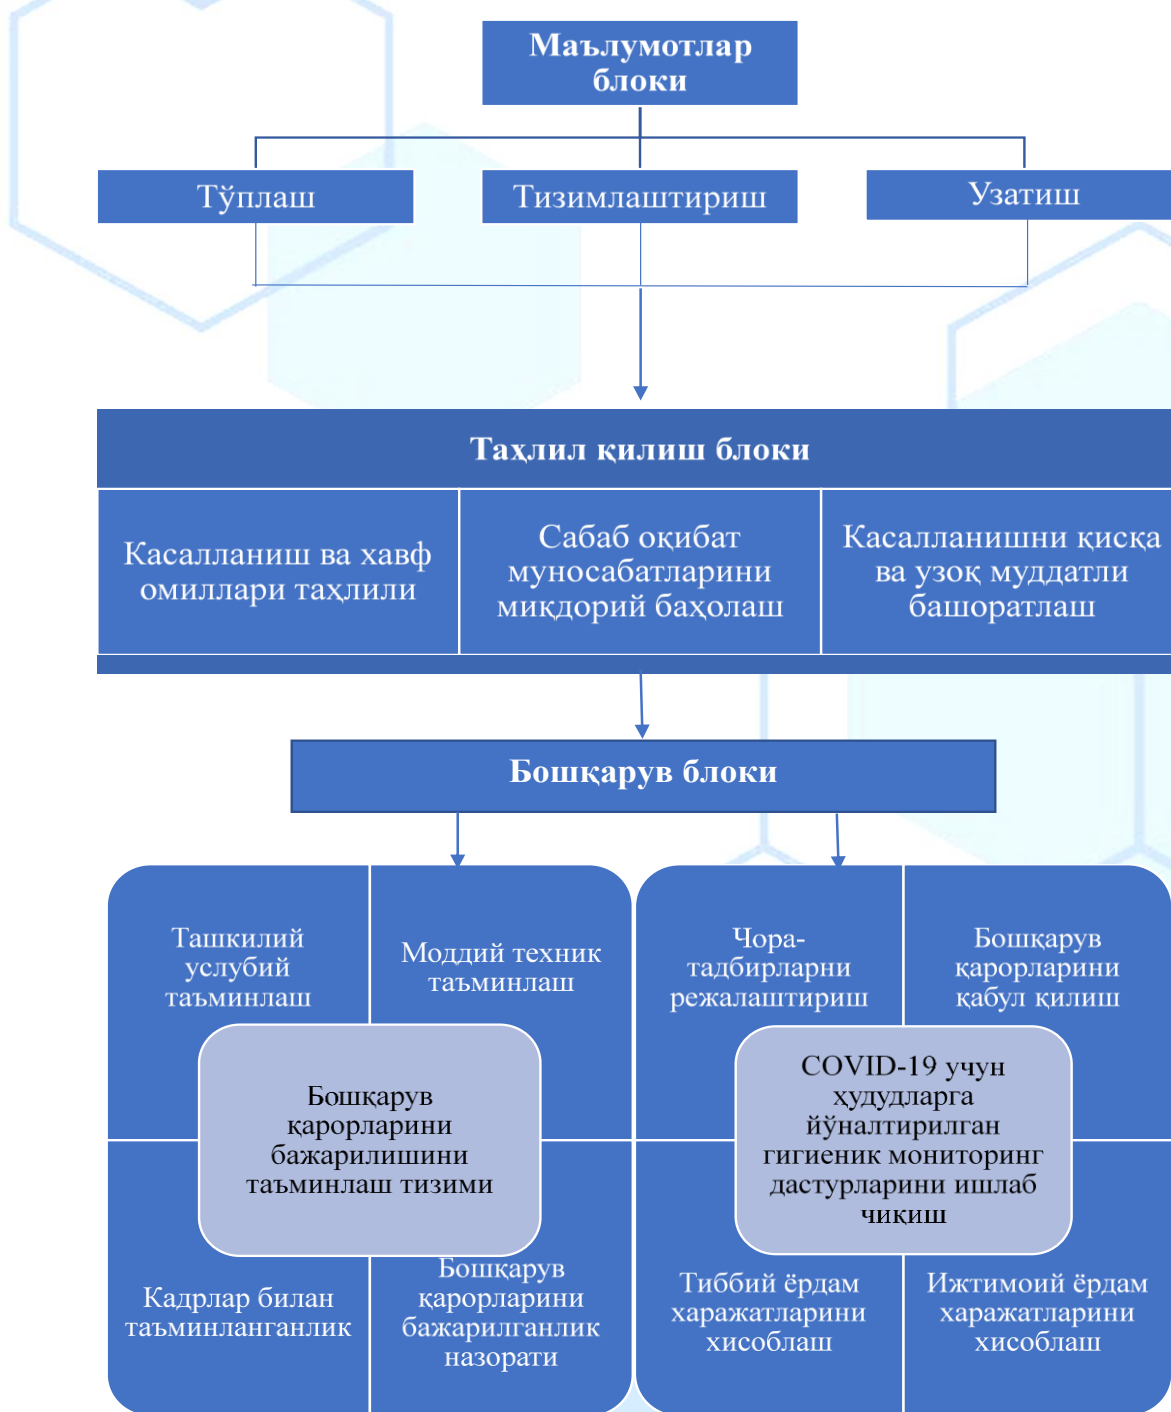 Маълумотлар
блоки
Тўплаш
Тизимлаштириш
Узатиш
Таҳлил қилиш блоки
Касалланиш ва хавф
омиллари таҳлили
Сабаб оқибат
муносабатларини
миқдорий баҳолаш
Касалланишни қисқа
ва узоқ муддатли
башоратлаш
Бошқарув блоки
Ташкилий
услубий
таъминлаш
Моддий техник
таъминлаш
Бошқарув
қарорларини
бажарилишини
таъминлаш тизими
Кадрлар билан
таъминланганлик
Бошқарув
қарорларини
бажарилганлик
назорати
Чора-
тадбирларни
режалаштириш
Бошқарув
қарорларини
қабул қилиш
COVID-19 учун
ҳудудларга
йўналтирилган
гигиеник мониторинг
дастурларини ишлаб
чиқиш
Тиббий ёрдам
харажатларини
хисоблаш
Ижтимоий ёрдам
харажатларини
хисоблаш